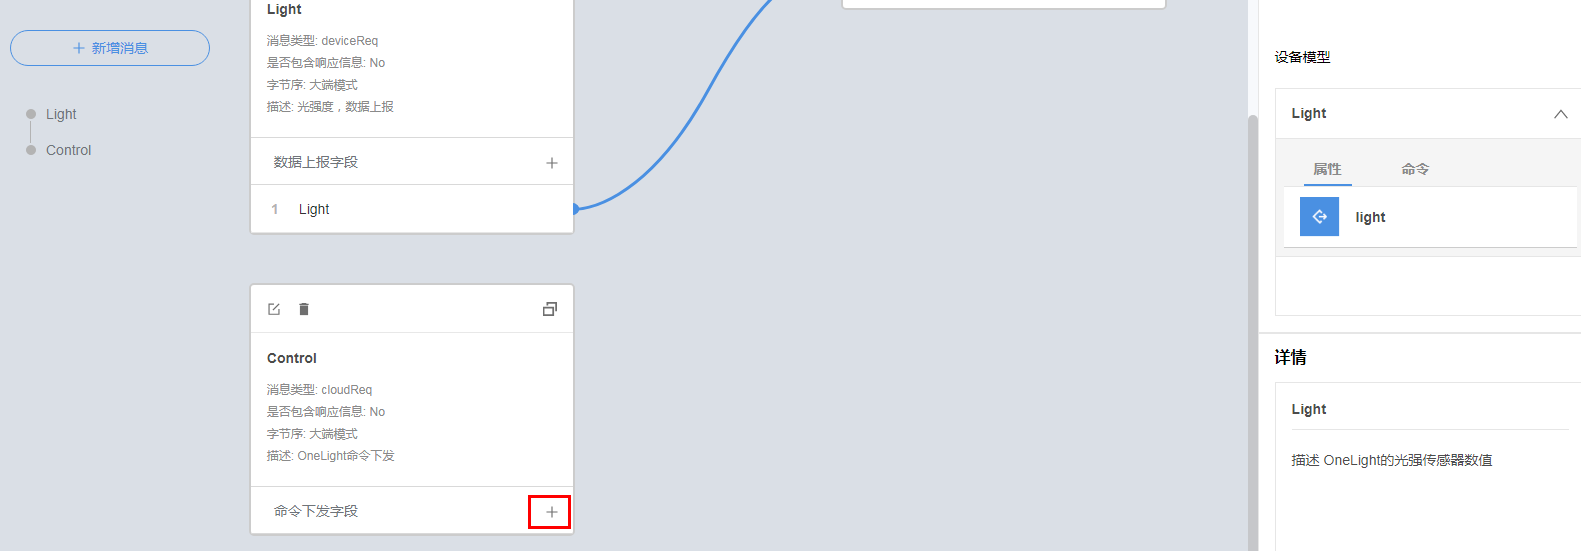 新增消息
Light
Control
Light
消息类型: deviceReq
是否包含响应信息: No
字节序: 大端模式
描述: 光强度，数据上报
数据上报字段
1 Light
Control
消息类型: cloudReq
是否包含响应信息: No
字节序: 大端模式
描述: OneLight命令下发
命令下发字段
设备模型
Light
属性 命令
light
详情
Light
描述 OneLight的光强传感器数值